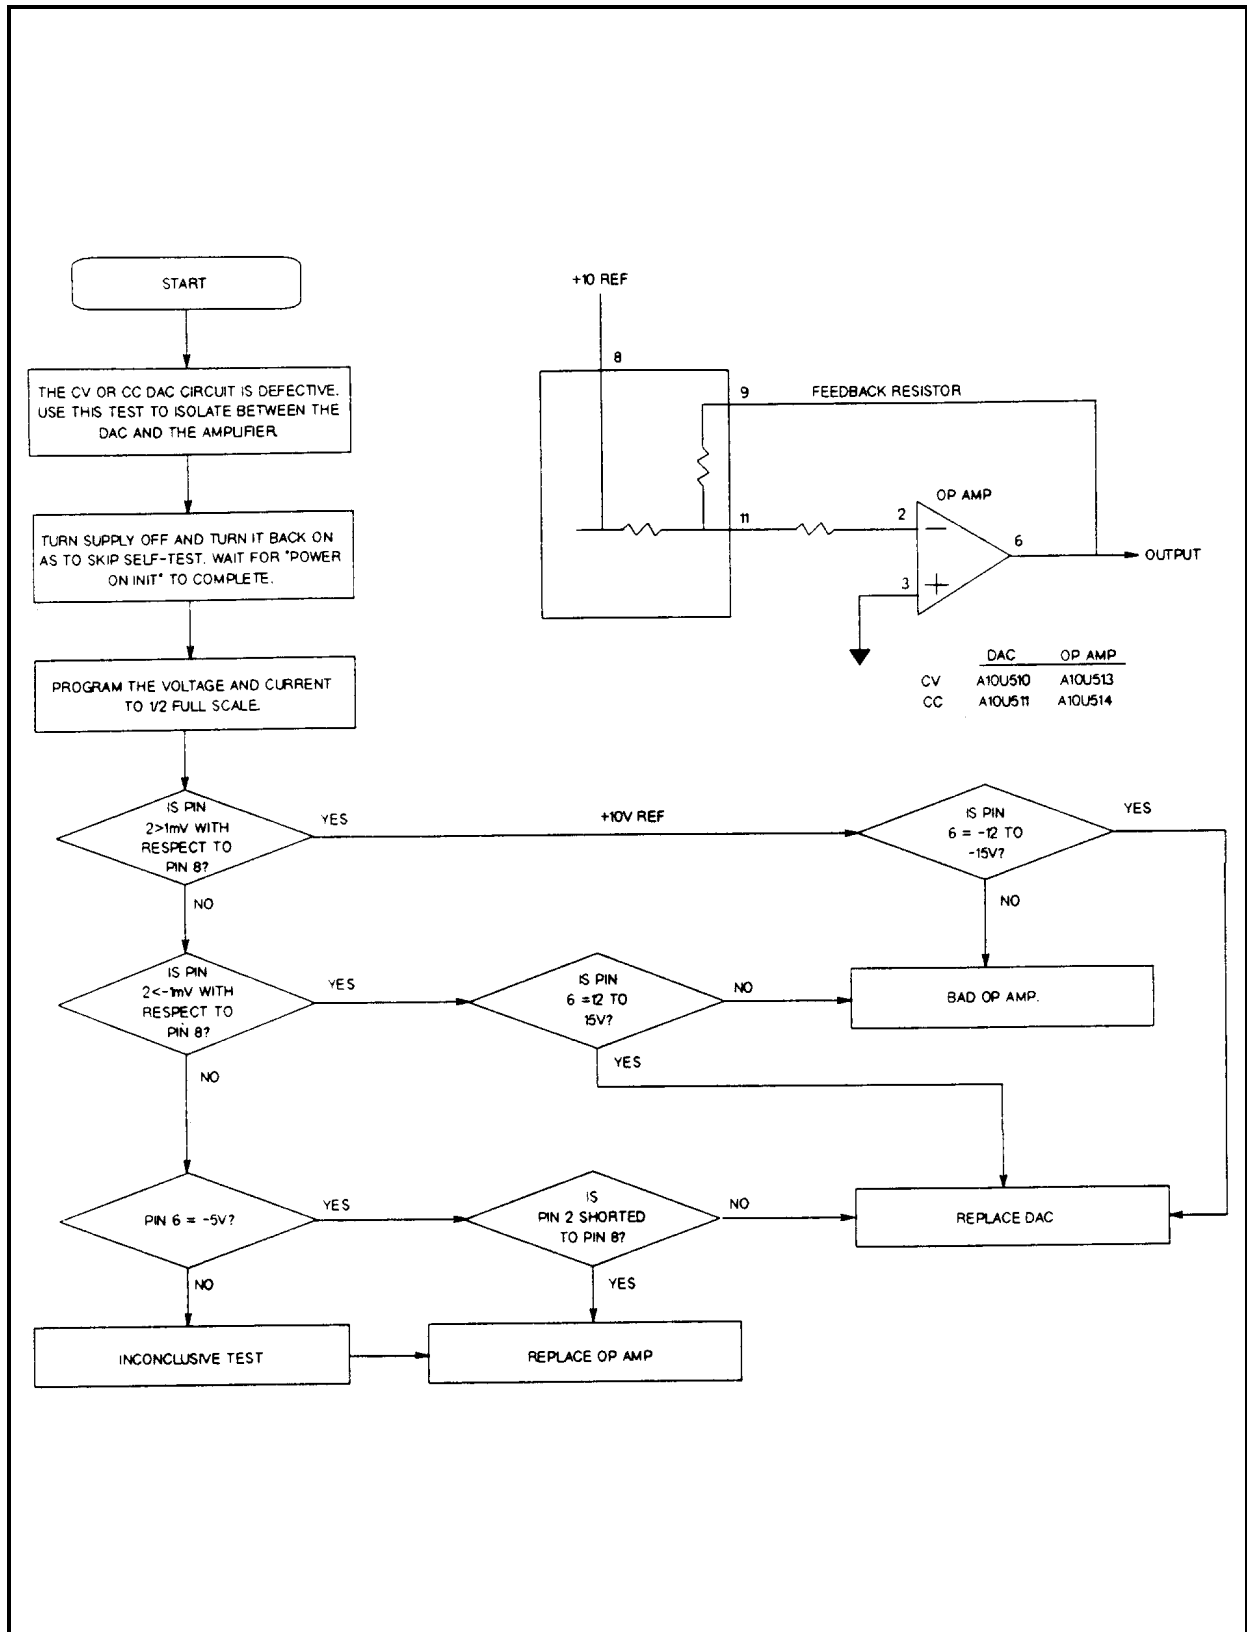 START
THE CV OR CC DAC CIRCUIT IS DEFECTIVE.
USE THIS TEST TO ISOLATE BETWEEN THE
DAC AND THE AMPLIFIER.
TURN SUPPLY OFF AND TURN IT BACK ON
AS TO SKIP SELF-TEST. WAIT FOR "POWER
ON INIT" TO COMPLETE.
PROGRAM THE VOLTAGE AND CURRENT
TO 1/2 FULL SCALE.
+10 REF
8
9
FEEDBACK RESISTOR
11
2
OP AMP
6
OUTPUT
3
DAC OP AMP
CV A10U510 A10U513
CC A10U511 A10U514
IS PIN
2>1mV WITH
RESPECT TO
PIN 8?
YES
+10V REF
IS PIN
6 = -12 TO
-15V?
YES
NO
NO
IS PIN
2<-1mV WITH
RESPECT TO
PIN 8?
YES
IS PIN
6 =12 TO
15V?
NO
BAD OP AMP.
YES
NO
PIN 6 = -5V?
YES
IS
PIN 2 SHORTED
TO PIN 8?
NO
REPLACE DAC
NO
YES
INCONCLUSIVE TEST
REPLACE OP AMP